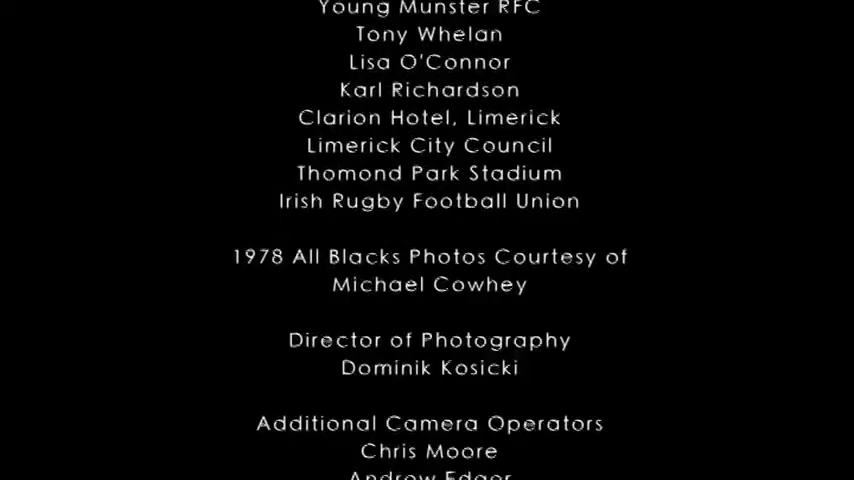 Young Munster RFC
Tony Whelan
Lisa O'Connor
Karl Richardson
Clarion Hotel, Limerick
Limerick City Council
Thomond Park Stadium
Irish Rugby Football Union
1978 All Blacks Photos Courtesy of
Michael Cowhey
Director of Photography
Dominik Kosicki
Additional Camera Operators
Chris Moore
Andrew Edger